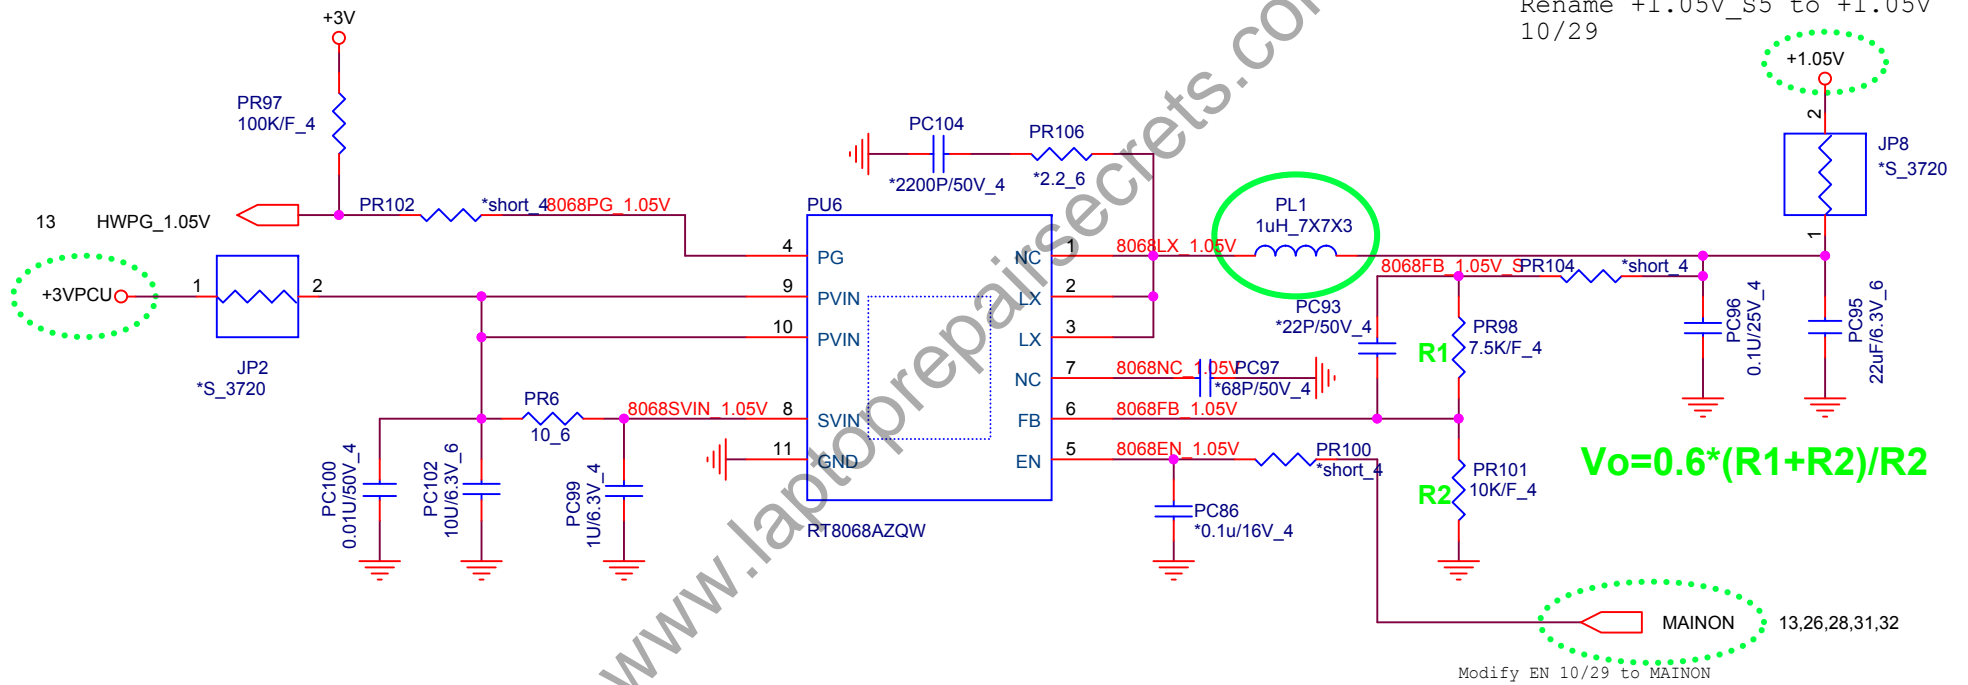 Rename +1.05V_S5 to +1.05V
10/29
+3V
+1.05V
PR97
100K/F_4
PC104
PR106
*2200P/50V_4
*2.2_6
2
JP8
*S_3720
1
13
HWPG_1.05V
PR102
*short_4
8068PG_1.05V
PU6
PL1
1uH_7X7X3
4
PG
NC
1
8068LX_1.05V
8068FB_1.05V_S
PR104
*short_4
+3VPCU
1
2
9
PVIN
LX
2
10
PVIN
LX
3
JP2
*S_3720
PC93
*22P/50V_4
R1
PR98
7.5K/F_4
PC96
0.1U/25V_4
PC95
22uF/6.3V_6
NC
7
8068NC_1.05V
PC97
*68P/50V_4
PR6
10_6
8068SVIN_1.05V
8
SVIN
FB
6
8068FB_1.05V
11
GND
EN
5
8068EN_1.05V
PR100
*short_4
R2
PR101
10K/F_4
Vo=0.6*(R1+R2)/R2
PC100
0.01U/50V_4
PC102
10U/6.3V_6
PC99
1U/6.3V_4
RT8068AZQW
PC86
*0.1u/16V_4
MAINON
13,26,28,31,32
Modify EN 10/29 to MAINON
www.laptoprepairsecrets.com